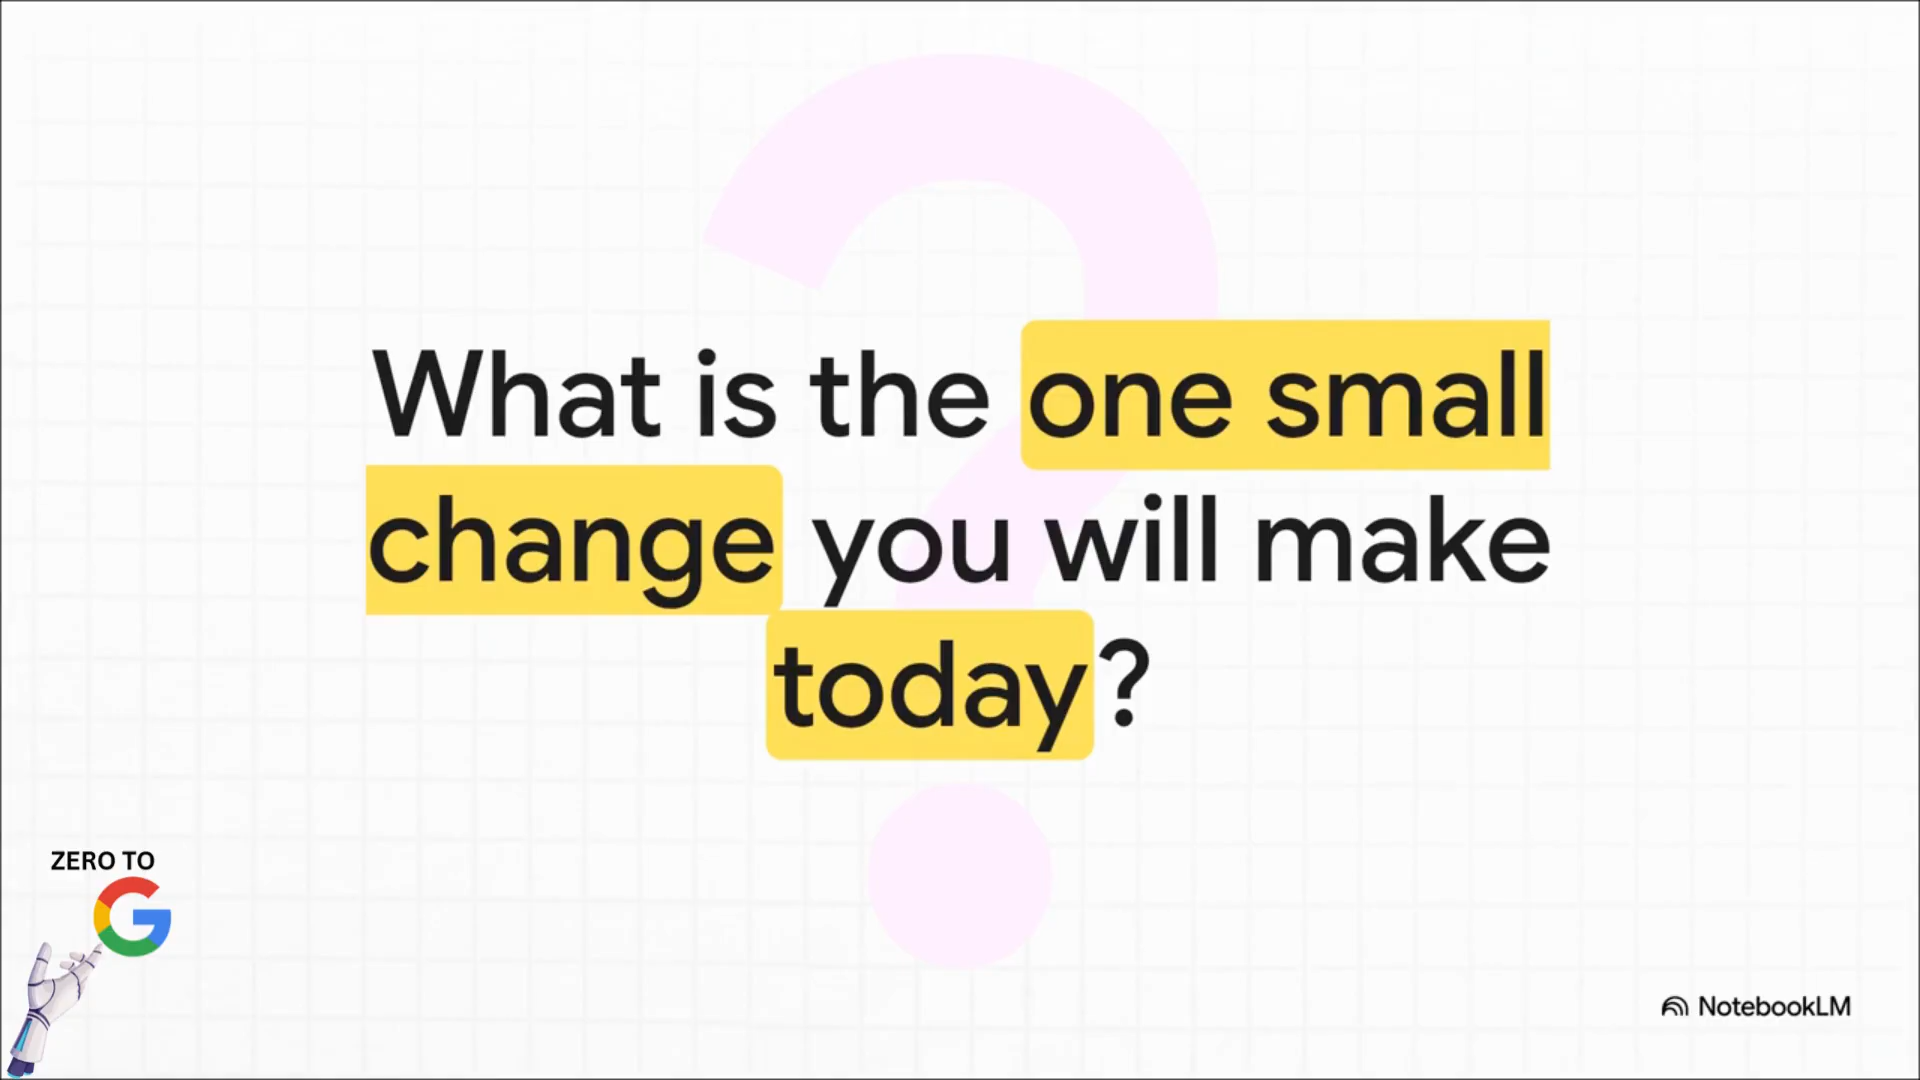 What is the one small
change you will make
today?
ZERO TO
G
NotebookLM